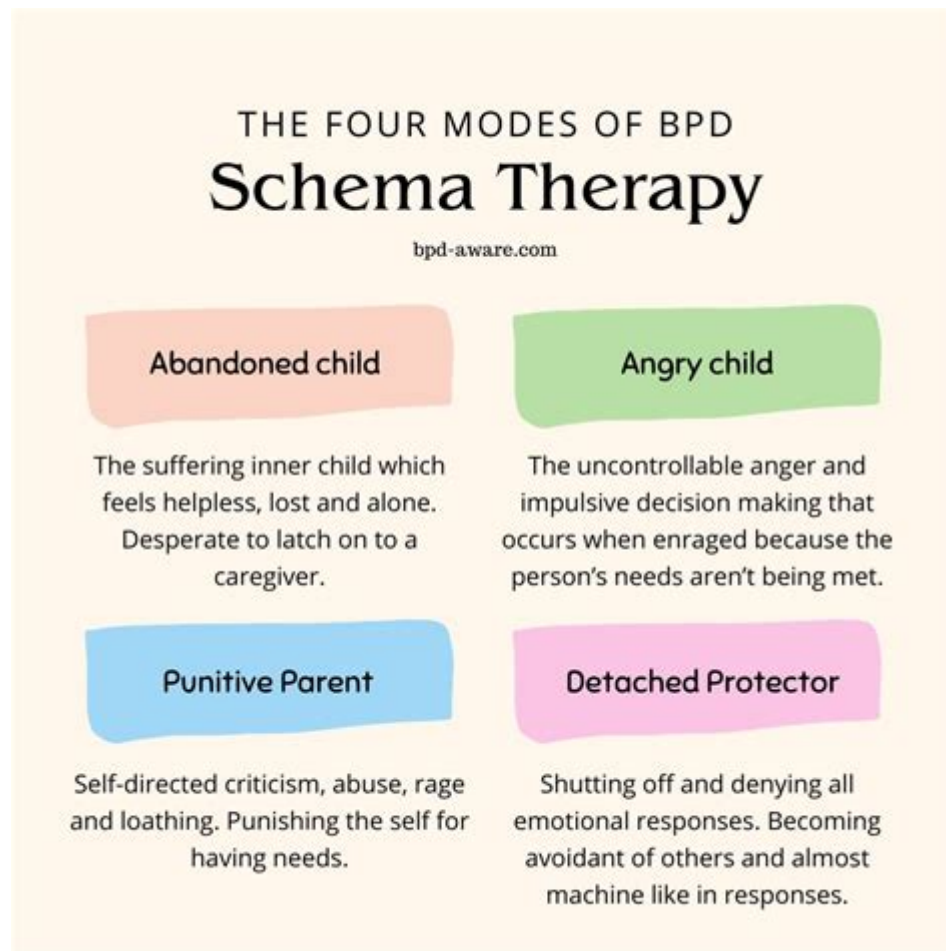 THE FOUR MODES OF BPD
Schema Therapy
bpd-aware.com
Abandoned child
The suffering inner child which
feels helpless, lost and alone.
Desperate to latch on to a
caregiver.
Angry child
The uncontrollable anger and
impulsive decision making that
occurs when enraged because the
person’s needs aren’t being met.
Punitive Parent
Self-directed criticism, abuse, rage
and loathing. Punishing the self for
having needs.
Detached Protector
Shutting off and denying all
emotional responses. Becoming
avoidant of others and almost
machine like in responses.